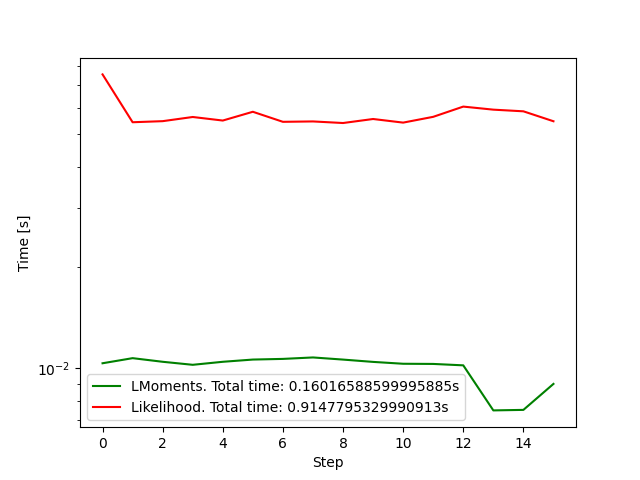 Time [s]
10⁻²
LMoments. Total time: 0.16016588599995885s
Likelihood. Total time: 0.9147795329990913s
0 2 4 6 8 10 12 14
Step